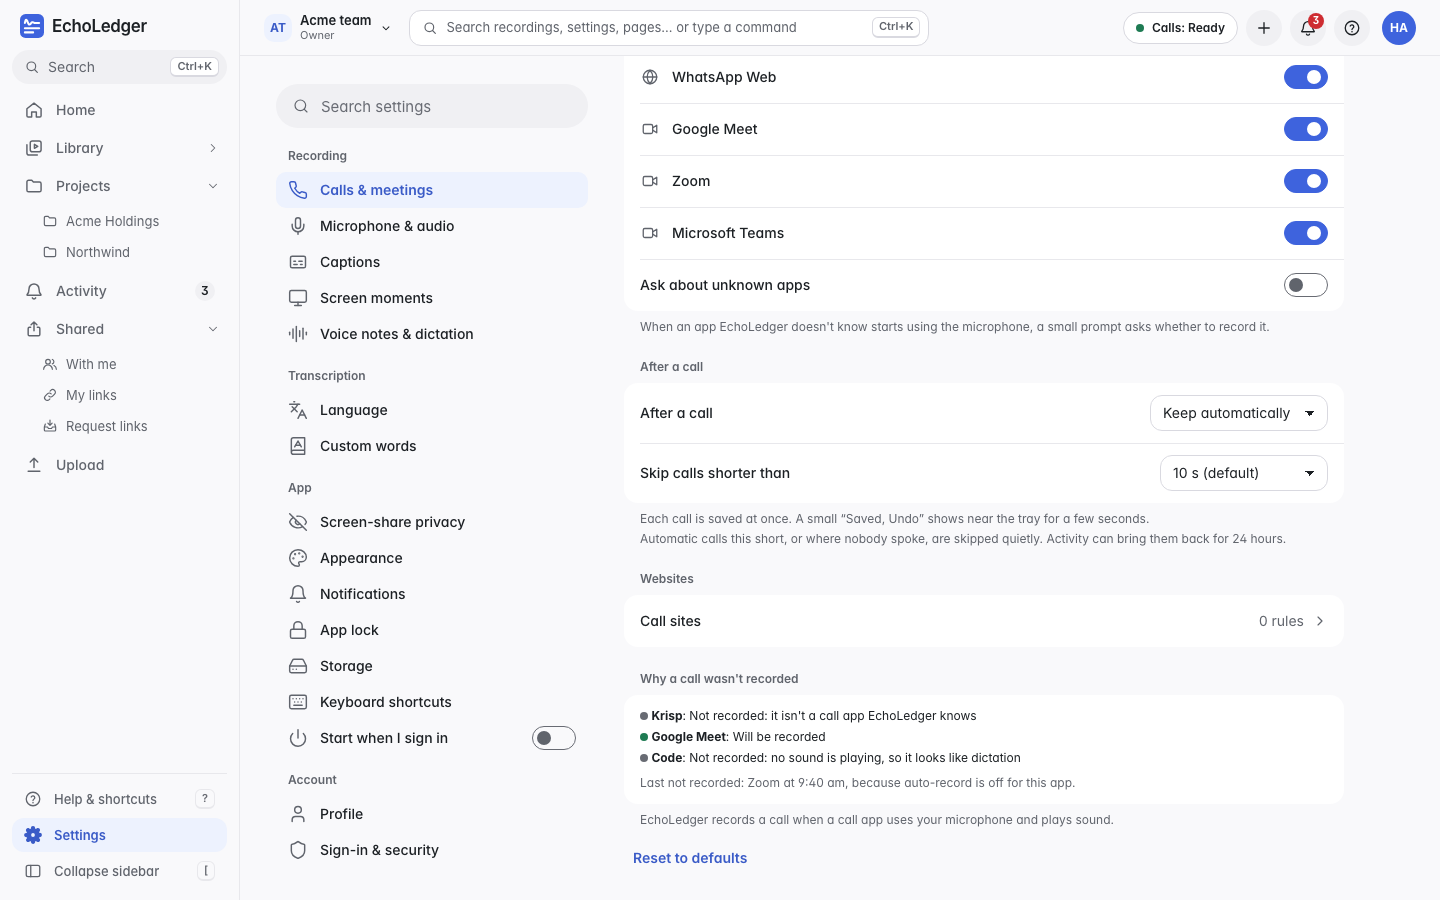 EchoLedger
Search Ctrl+K
Home
Library
Projects
Acme Holdings
Northwind
Activity 3
Shared
With me
My links
Request links
Upload
Help & shortcuts ?
Settings
Collapse sidebar [
AT Acme team
Owner
Search recordings, settings, pages... or type a command Ctrl+K
Calls: Ready
3
HA
Search settings
Recording
Calls & meetings
Microphone & audio
Captions
Screen moments
Voice notes & dictation
Transcription
Language
Custom words
App
Screen-share privacy
Appearance
Notifications
App lock
Storage
Keyboard shortcuts
Start when I sign in
Account
Profile
Sign-in & security
WhatsApp Web
Google Meet
Zoom
Microsoft Teams
Ask about unknown apps
When an app EchoLedger doesn't know starts using the microphone, a small prompt asks whether to record it.
After a call
After a call Keep automatically
Skip calls shorter than 10 s (default)
Each call is saved at once. A small “Saved, Undo” shows near the tray for a few seconds.
Automatic calls this short, or where nobody spoke, are skipped quietly. Activity can bring them back for 24 hours.
Websites
Call sites 0 rules
Why a call wasn't recorded
Krisp: Not recorded: it isn't a call app EchoLedger knows
Google Meet: Will be recorded
Code: Not recorded: no sound is playing, so it looks like dictation
Last not recorded: Zoom at 9:40 am, because auto-record is off for this app.
EchoLedger records a call when a call app uses your microphone and plays sound.
Reset to defaults